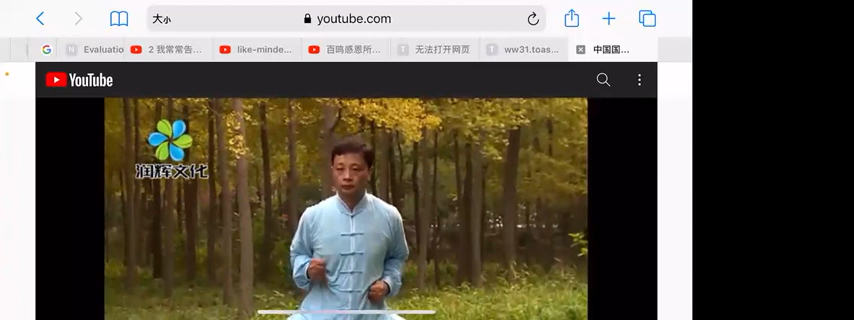 大小 youtube.com
Evaluatio 2 我常常告... like-minde... 百鸣感恩所... 无法打开网页 ww31.toas... 中国国...
YouTube
润辉文化